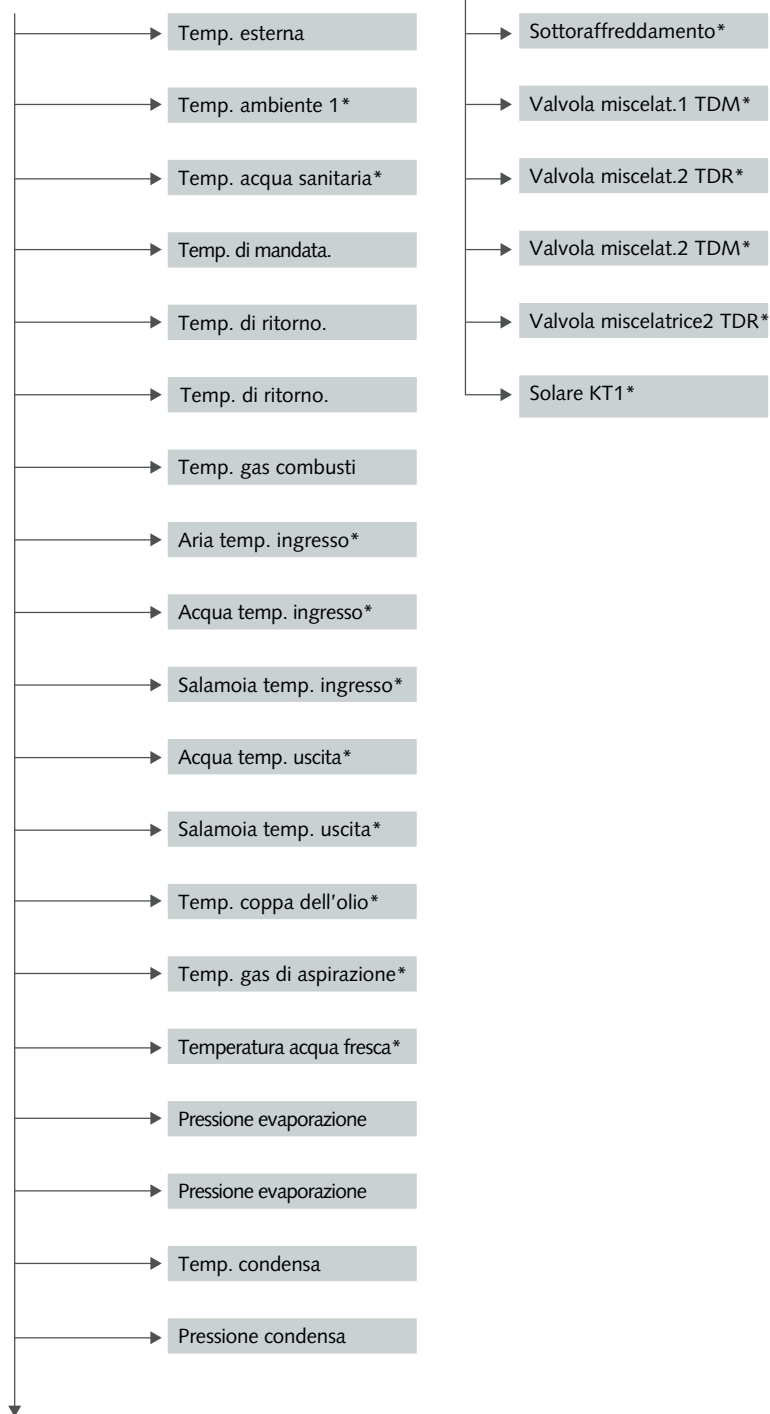 Temp. esterna
Temp. ambiente 1*
Temp. acqua sanitaria*
Temp. di mandata.
Temp. di ritorno.
Temp. di ritorno.
Temp. gas combusti
Aria temp. ingresso*
Acqua temp. ingresso*
Salamoia temp. ingresso*
Acqua temp. uscita*
Salamoia temp. uscita*
Temp. coppa dell'olio*
Temp. gas di aspirazione*
Temperatura acqua fresca*
Pressione evaporazione
Pressione evaporazione
Temp. condensa
Pressione condensa
Sottoraffreddamento*
Valvola miscelat.1 TDM*
Valvola miscelat.2 TDR*
Valvola miscelat.2 TDM*
Valvola miscelatrice2 TDR*
Solare KT1*